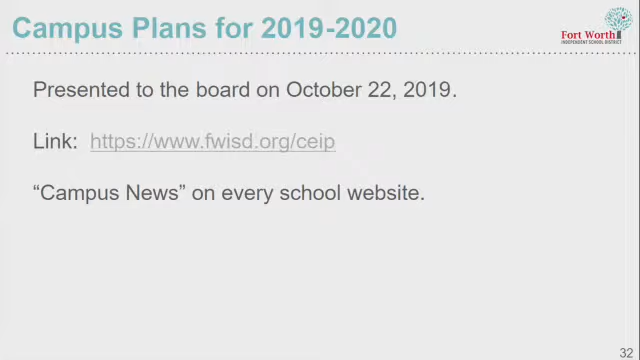 Campus Plans for 2019-2020
Fort Worth
INDEPENDENT SCHOOL DISTRICT
Presented to the board on October 22, 2019.
Link: https://www.fwisd.org/ceip
“Campus News” on every school website.
32